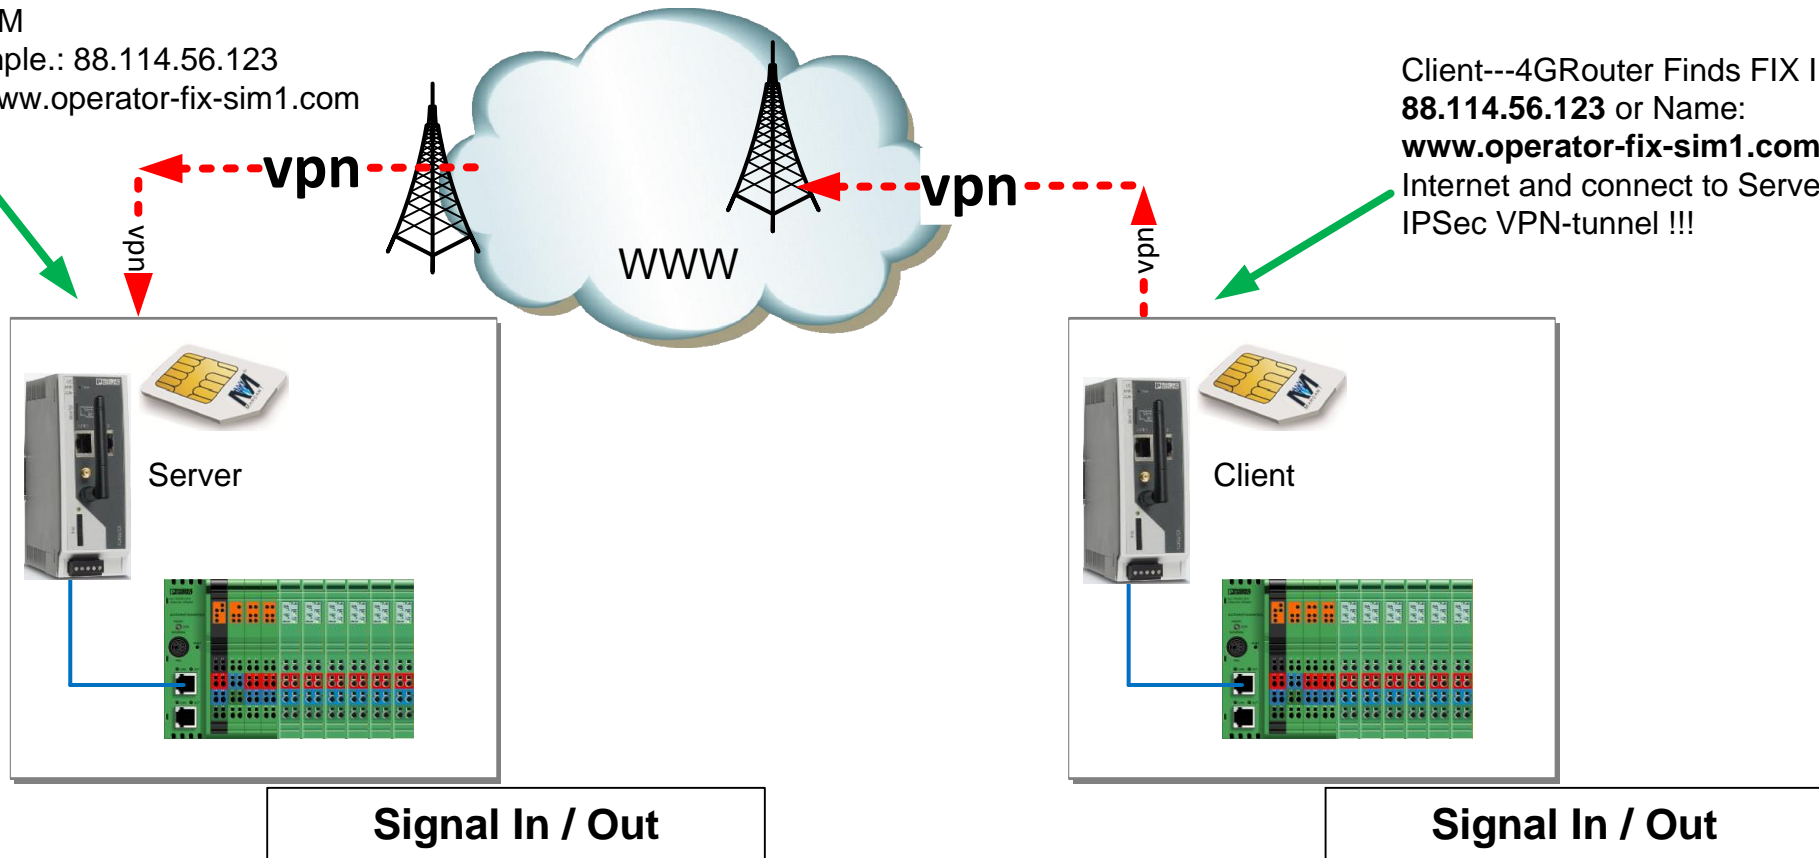 M
ple.: 88.114.56.123
ww.operator-fix-sim1.com
Client---4GRouter Finds FIX I
88.114.56.123 or Name:
www.operator-fix-sim1.com
Internet and connect to Serve
IPSec VPN-tunnel !!!
vpn
vpn
vpn
vpn
WWW
Server
Client
Signal In / Out
Signal In / Out